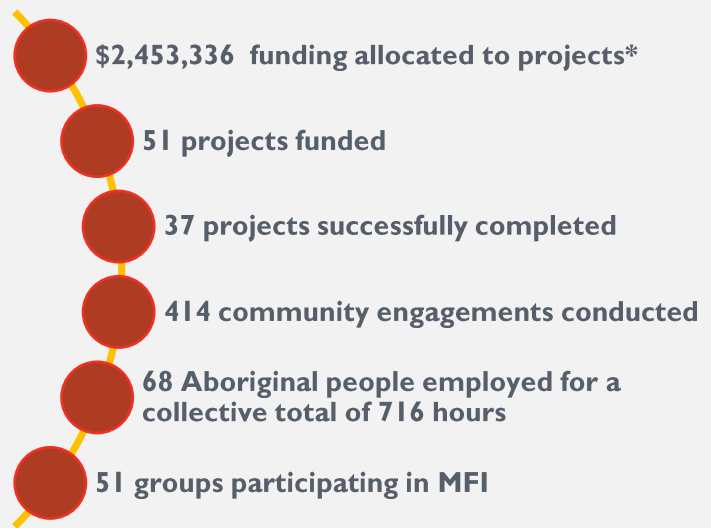 $2,453,336  funding allocated to projects*
51 projects funded
37 projects successfully completed
414 community engagements conducted
68 Aboriginal people employed for a
collective total of 716 hours
51 groups participating in MFI